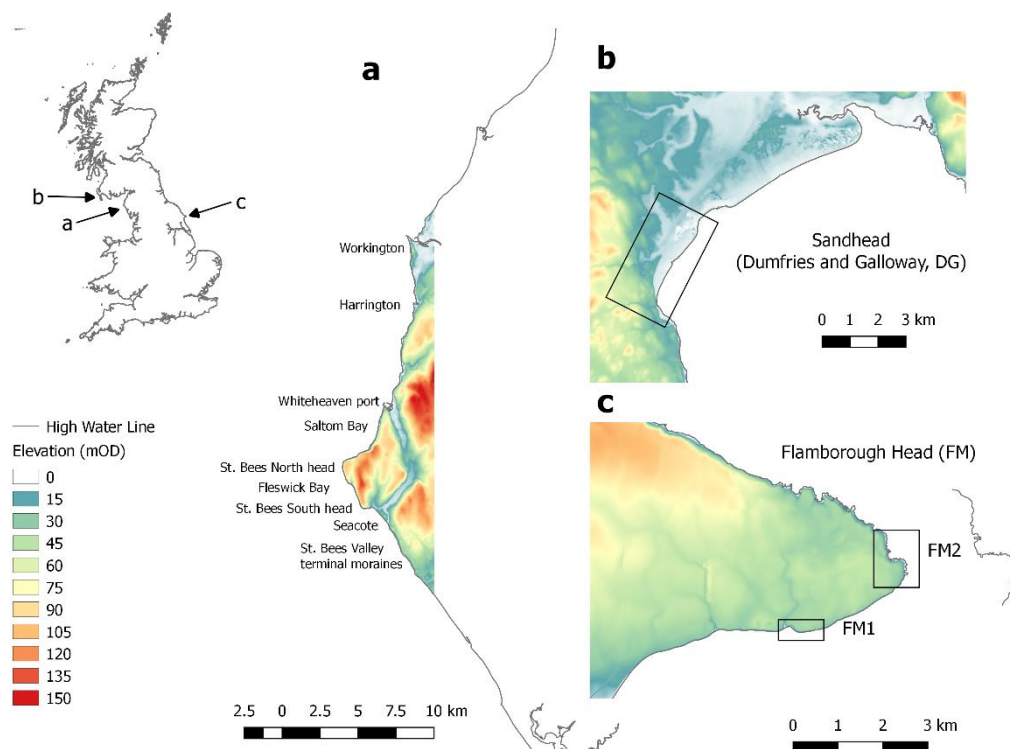 a
b
c
b
a
c
Workington
Harrington
Whiteheaven port
Saltom Bay
St. Bees North head
Fleswick Bay
St. Bees South head
Seacote
St. Bees Valley
terminal moraines
High Water Line
Elevation (mOD)
0
15
30
45
60
75
90
105
120
135
150
2.5 0 2.5 5 7.5 10 km
Sandhead
(Dumfries and Galloway, DG)
0 1 2 3 km
Flamborough Head (FM)
FM2
FM1
0 1 2 3 km